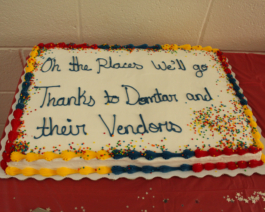 Oh the Places We'll go
Thanks to Domtar and
their Vendors